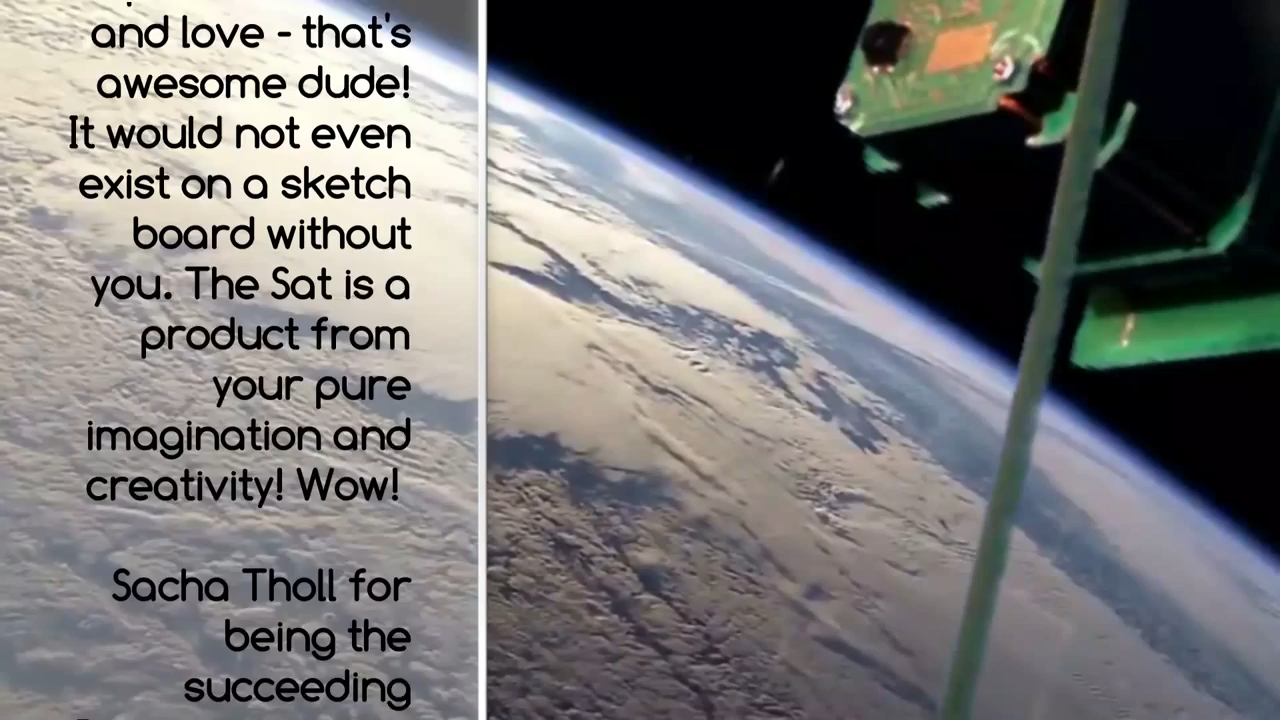 and love - that's
awesome dude!
It would not even
exist on a sketch
board without
you. The Sat is a
product from
your pure
imagination and
creativity! Wow!
Sacha Tholl for
being the
succeeding